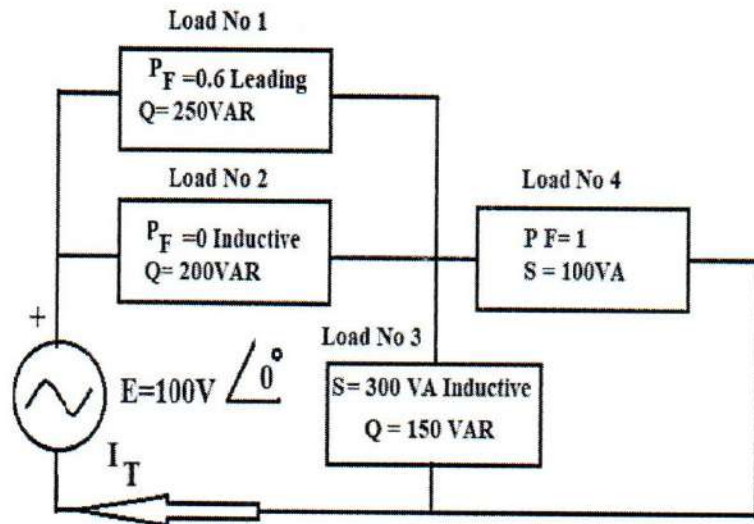 Load No 1
PF =0.6 Leading
Q= 250VAR
Load No 2
PF =0 Inductive
Q= 200VAR
Load No 4
P F= 1
S = 100VA
Load No 3
S= 300 VA Inductive
Q = 150 VAR
+
E=100V ∠0°
IT